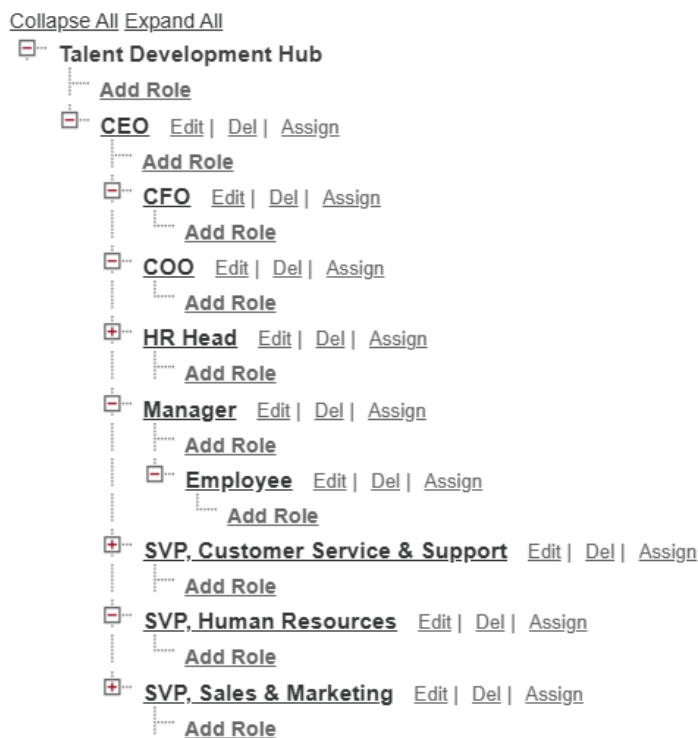 Collapse All Expand All
Talent Development Hub
Add Role
CEO Edit | Del | Assign
Add Role
CFO Edit | Del | Assign
Add Role
COO Edit | Del | Assign
Add Role
HR Head Edit | Del | Assign
Add Role
Manager Edit | Del | Assign
Add Role
Employee Edit | Del | Assign
Add Role
SVP, Customer Service & Support Edit | Del | Assign
Add Role
SVP, Human Resources Edit | Del | Assign
Add Role
SVP, Sales & Marketing Edit | Del | Assign
Add Role